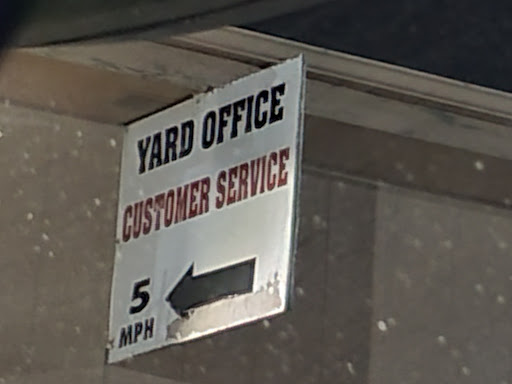 YARD OFFICE
CUSTOMER SERVICE
5
MPH